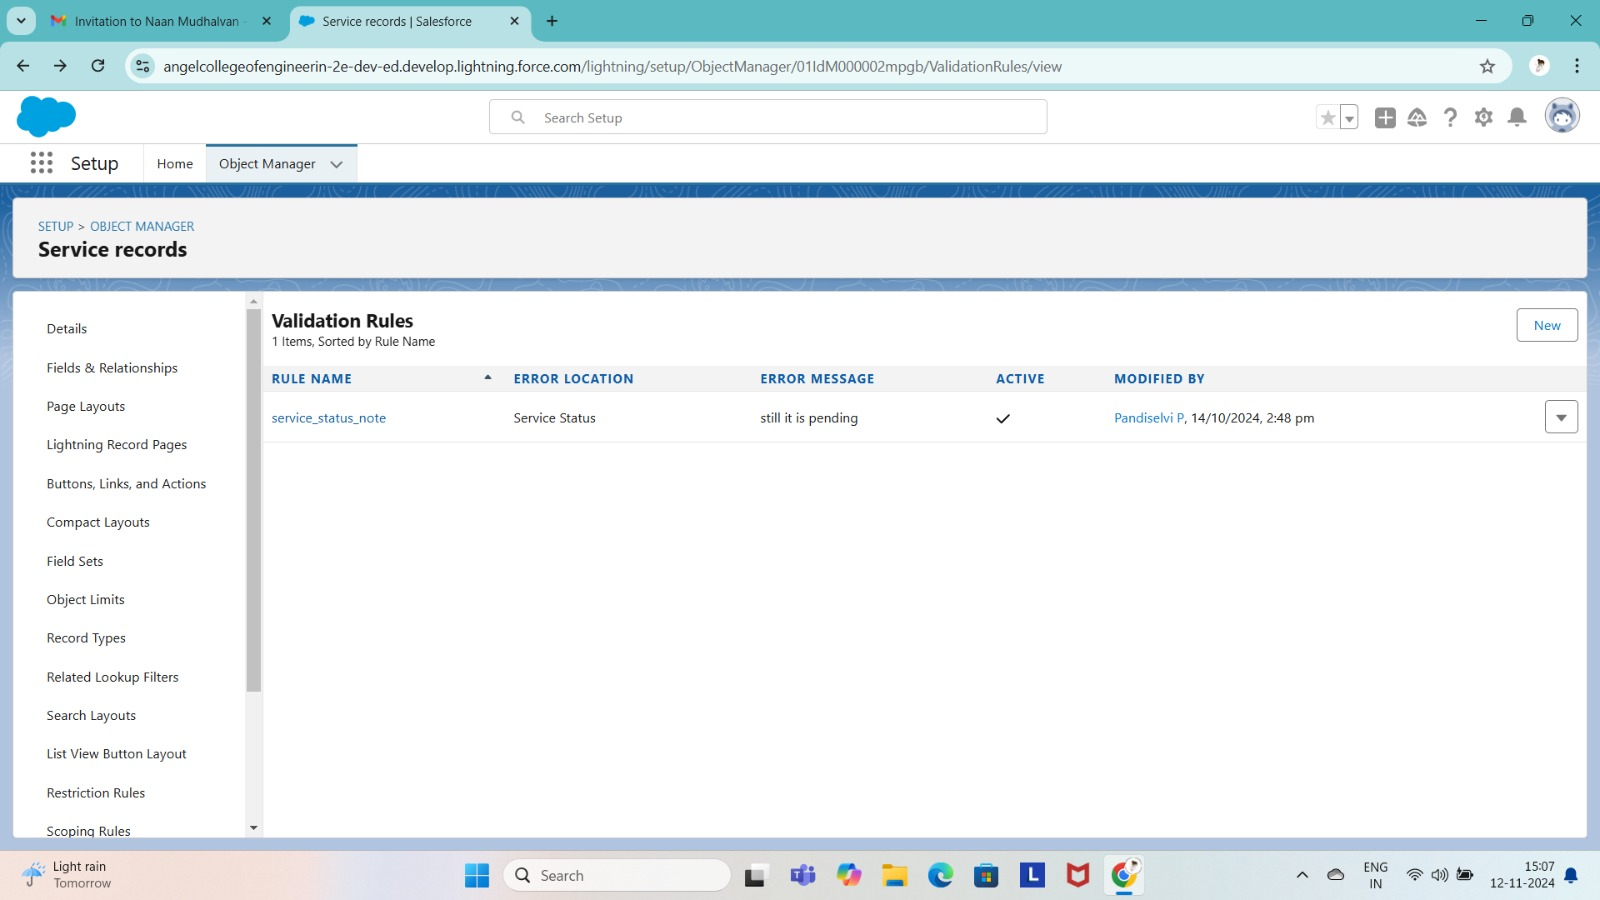 Invitation to Naan Mudhalvan
Service records | Salesforce
angelcollegeofengineerin-2e-dev-ed.develop.lightning.force.com/lightning/setup/ObjectManager/01IdM000002mpgb/ValidationRules/view
Search Setup
Setup
Home
Object Manager
SETUP > OBJECT MANAGER
Service records
Details
Fields & Relationships
Page Layouts
Lightning Record Pages
Buttons, Links, and Actions
Compact Layouts
Field Sets
Object Limits
Record Types
Related Lookup Filters
Search Layouts
List View Button Layout
Restriction Rules
Scoping Rules
Validation Rules
1 Items, Sorted by Rule Name
New
RULE NAME ERROR LOCATION ERROR MESSAGE ACTIVE MODIFIED BY
service_status_note Service Status still it is pending Pandiselvi P, 14/10/2024, 2:48 pm
Light rain
Tomorrow
Search
L
ENG
IN
15:07
12-11-2024